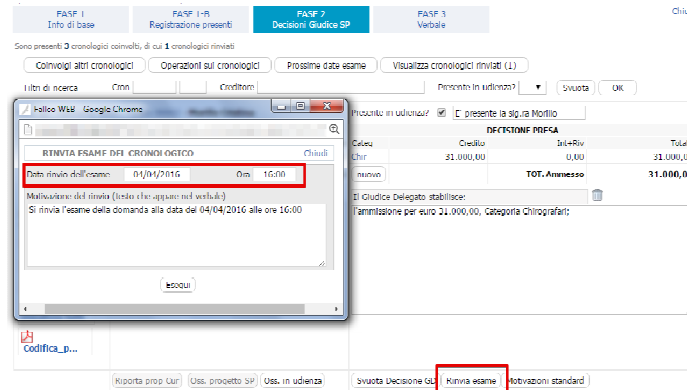 FASE 1
Info di base
FASE 1-B
Registrazione presenti
FASE 2
Decisioni Giudice SP
FASE 3
Verbale
Sono presenti 3 cronologici coinvolti, di cui 1 cronologici rinviati
Coinvolgi altri cronologici
Operazioni sui cronologici
Prossime date esame
Visualizza cronologici rinviati (1)
Filtri di ricerca
Cron
Creditore
Presente in udienza?
Svuota
OK
Fallco WEB - Google Chrome
RINVIA ESAME DEL CRONOLOGICO
Chiudi
Data rinvio dell'esame
04/04/2016
Ora
16:00
Motivazione del rinvio (testo che appare nel verbale)
Si rinvia l'esame della domanda alla data del 04/04/2016 alle ore 16:00
Esegui
Presente in udienza?
E' presente la sig.ra Morillo
DECISIONE PRESA
Categ
Credito
Int+Riv
Total
Chir
31.000,00
0,00
31.000,0
nuovo
TOT. Ammesso
31.000,0
Il Giudice Delegato stabilisce:
l'ammissione per euro 31.000,00, Categoria Chirografari;
Codifica_p...
Riporta prop Cur
Oss. progetto SP
Oss. in udienza
Svuota Decisione GD
Rinvia esame
Motivazioni standard